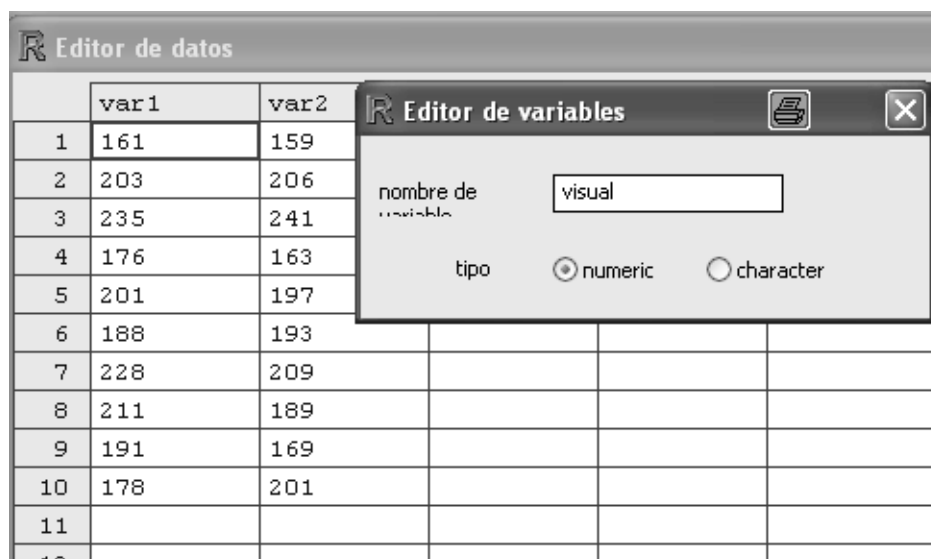 R Editor de datos
var1 var2
R Editor de variables
1 161 159
2 203 206
nombre de visual
variable
3 235 241
4 176 163
tipo numeric character
5 201 197
6 188 193
7 228 209
8 211 189
9 191 169
10 178 201
11